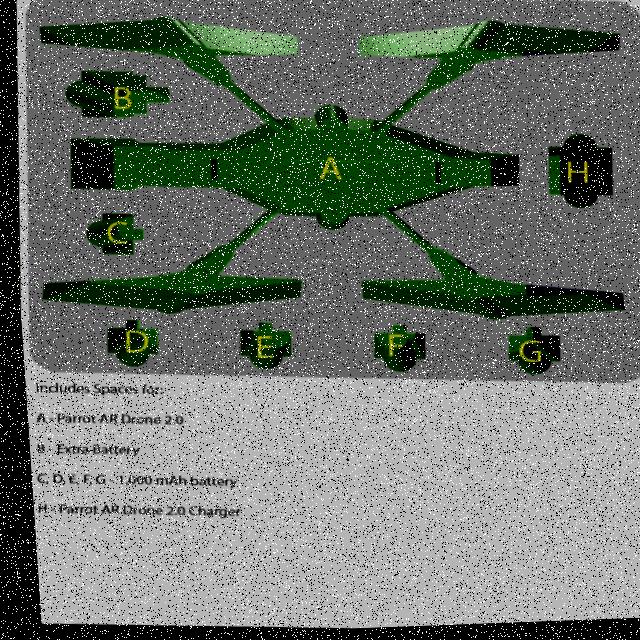 B
A
H
C
D
E
F
G
Includes Spaces for:
A - Parrot AR Drone 2.0
B - Extra Battery
C, D, E, F, G - 1,000 mAh battery
H - Parrot AR Drone 2.0 Charger